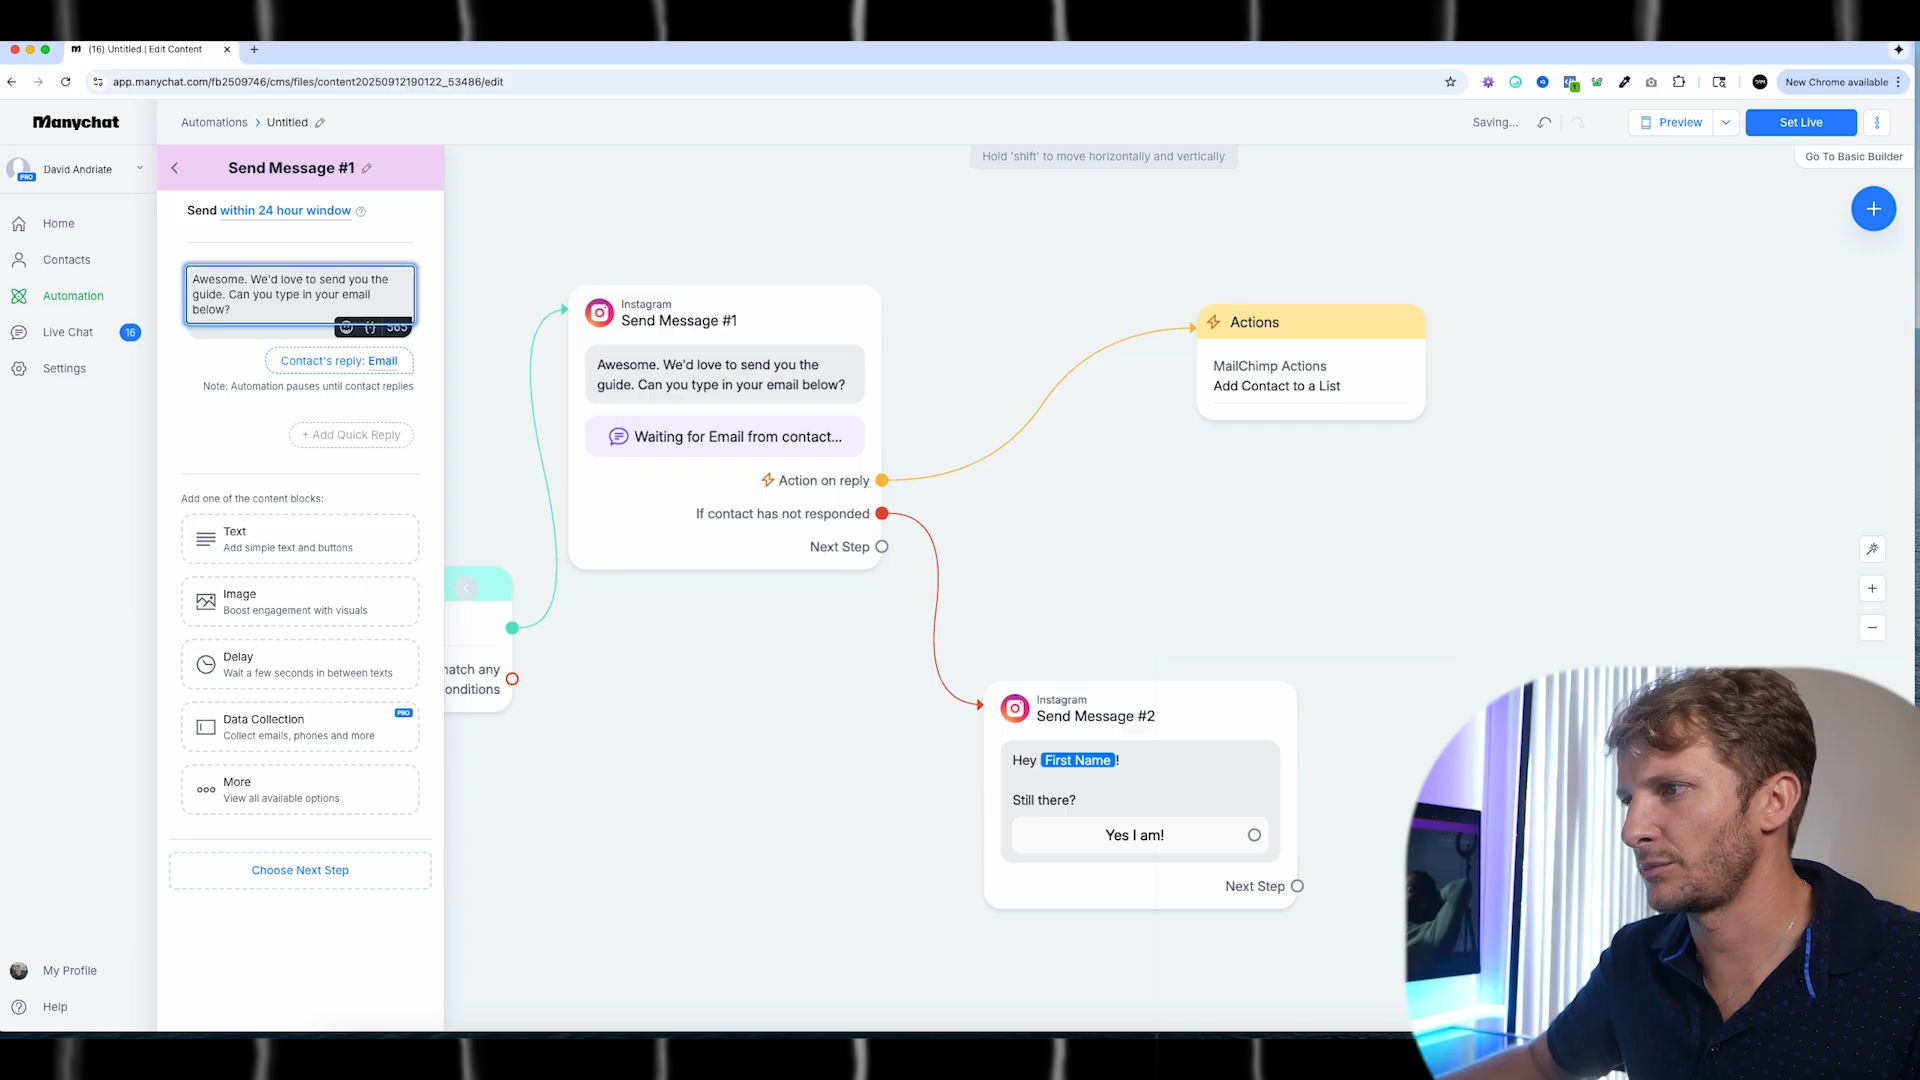 (16) Untitled | Edit Content
app.manychat.com/fb2509746/cms/files/content20250912190122_53486/edit
New Chrome available
Manychat
Automations > Untitled
Saving...
Preview
Set Live
David Andriate
PRO
Send Message #1
Hold 'shift' to move horizontally and vertically
Go To Basic Builder
Home
Contacts
Automation
Live Chat 16
Settings
My Profile
Help
Send within 24 hour window
Awesome. We'd love to send you the
guide. Can you type in your email
below?
565
Contact's reply: Email
Note: Automation pauses until contact replies
+ Add Quick Reply
Add one of the content blocks:
Text
Add simple text and buttons
Image
Boost engagement with visuals
Delay
Wait a few seconds in between texts
Data Collection
PRO
Collect emails, phones and more
More
View all available options
Choose Next Step
match any
onditions
Instagram
Send Message #1
Awesome. We'd love to send you the
guide. Can you type in your email below?
Waiting for Email from contact...
Action on reply
If contact has not responded
Next Step
Actions
MailChimp Actions
Add Contact to a List
Instagram
Send Message #2
Hey First Name !
Still there?
Yes I am!
Next Step